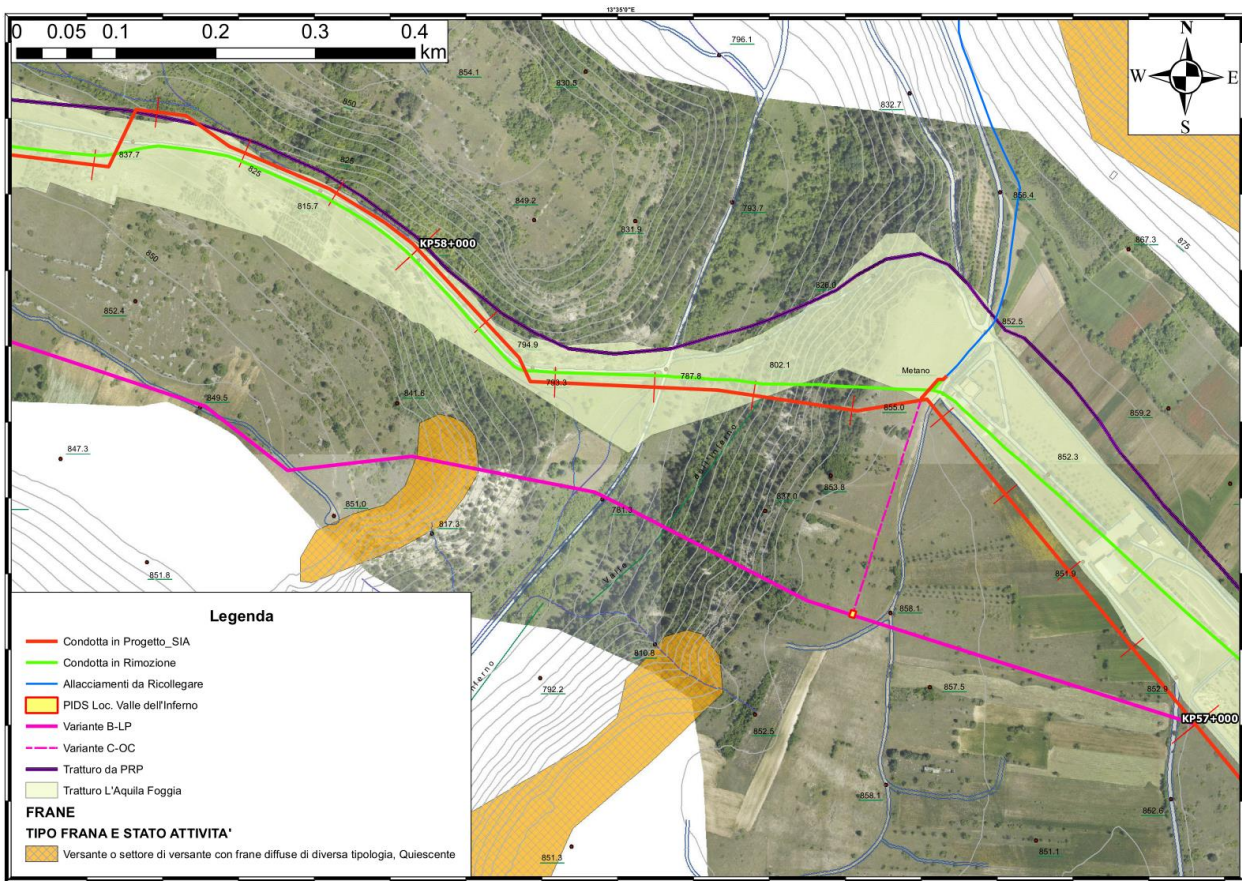 13°35'0"E
0 0.05 0.1 0.2 0.3 0.4
km
N
W E
S
796.1
854.1
830.5
832.7
850
825
837.7
825
815.7
849.2
831.9
793.7
856.4
867.3
875
KP58+000
850
852.4
826.0
852.5
794.9
802.1
787.8
793.3
Metano
855.0
859.2
849.5
841.8
852.3
847.3
853.8
837.0
851.0
781.3
817.3
851.8
851.9
858.1
810.8
792.2
857.5
852.9
KP57+000
852.5
858.1
852.6
851.3
851.1
Valle
dell'Inferno
nferno
Legenda
Condotta in Progetto_SIA
Condotta in Rimozione
Allacciamenti da Ricollegare
PIDS Loc. Valle dell'Inferno
Variante B-LP
Variante C-OC
Tratturo da PRP
Tratturo L'Aquila Foggia
FRANE
TIPO FRANA E STATO ATTIVITA'
Versante o settore di versante con frane diffuse di diversa tipologia, Quiescente